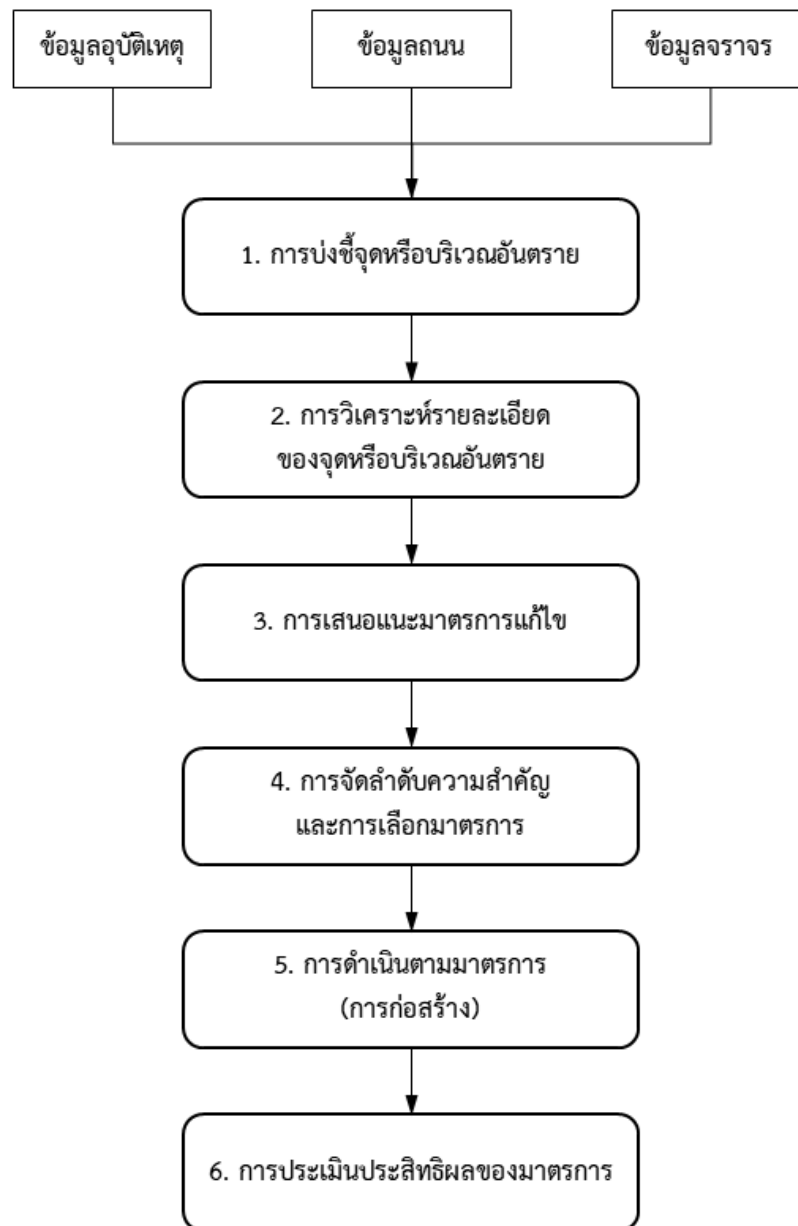 ข้อมูลอุบัติเหตุ
ข้อมูลถนน
ข้อมูลจราจร
1. การบ่งชี้จุดหรือบริเวณอันตราย
2. การวิเคราะห์รายละเอียด
ของจุดหรือบริเวณอันตราย
3. การเสนอแนะมาตรการแก้ไข
4. การจัดลำดับความสำคัญ
และการเลือกมาตรการ
5. การดำเนินตามมาตรการ
(การก่อสร้าง)
6. การประเมินประสิทธิผลของมาตรการ